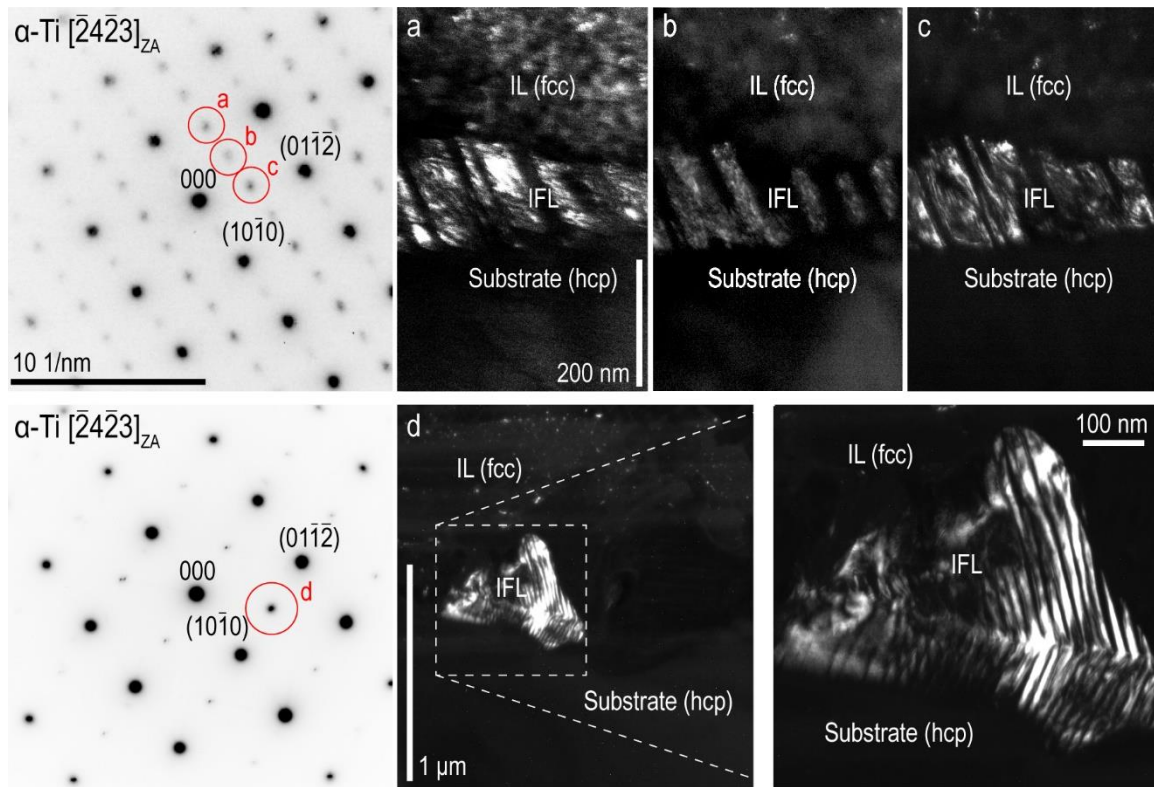 α-Ti [2̄42̄3]ZA
a
b
c
000
(011̄2̄)
(101̄0)
10 1/nm
a
IL (fcc)
IFL
Substrate (hcp)
200 nm
b
IL (fcc)
IFL
Substrate (hcp)
c
IL (fcc)
IFL
Substrate (hcp)
α-Ti [2̄42̄3]ZA
000
(011̄2̄)
d
(101̄0)
d
IL (fcc)
IFL
Substrate (hcp)
1 µm
100 nm
IL (fcc)
IFL
Substrate (hcp)